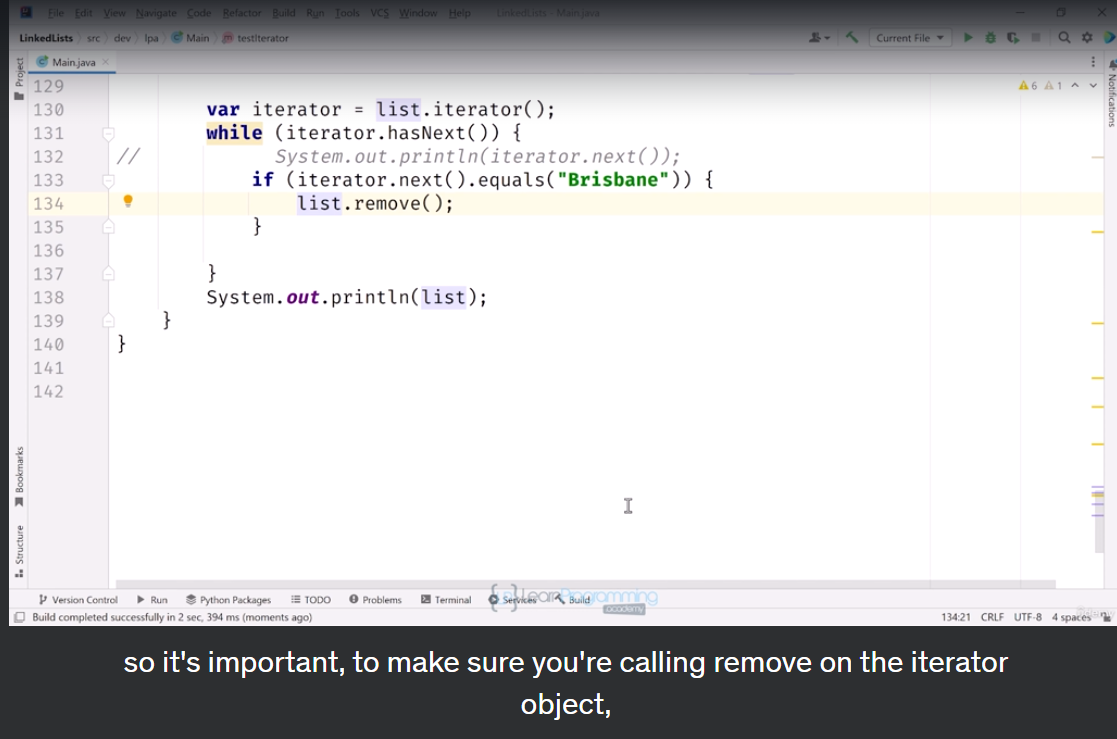 File Edit View Navigate Code Refactor Build Run Tools VCS Window Help LinkedLists - Main.java
LinkedLists src dev lpa Main testIterator Current File
Project
Main.java
Notifications
6 1
129
130 var iterator = list.iterator();
131 while (iterator.hasNext()) {
132 // System.out.println(iterator.next());
133 if (iterator.next().equals("Brisbane")) {
134 list.remove();
135 }
136
137 }
138 System.out.println(list);
139 }
140 }
141
142
Bookmarks
Structure
Version Control Run Python Packages TODO Problems Terminal Services Build
LearnProgramming
academy
Build completed successfully in 2 sec, 394 ms (moments ago) 134:21 CRLF UTF-8 4 spaces
so it's important, to make sure you're calling remove on the iterator
object,